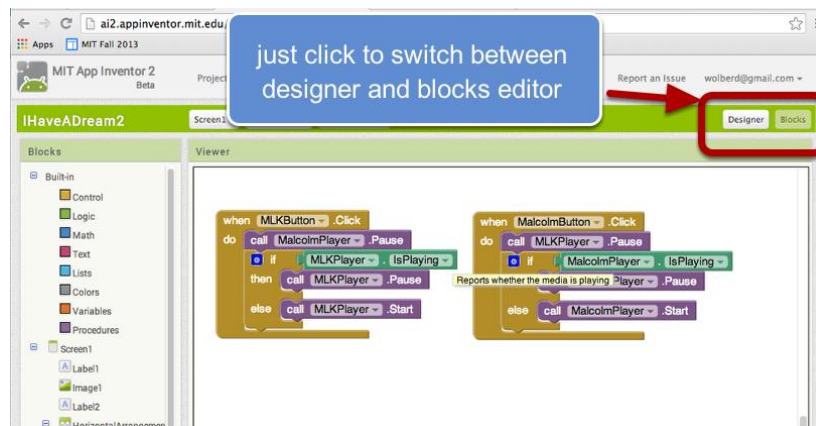 ai2.appinventor.mit.edu
Apps MIT Fall 2013
just click to switch between
designer and blocks editor
MIT App Inventor 2
Beta
Project
Report an Issue
wolberd@gmail.com
IHaveADream2
Screen1
Designer
Blocks
Blocks
Viewer
Built-in
Control
Logic
Math
Text
Lists
Colors
Variables
Procedures
Screen1
Label1
Image1
Label2
when MLKButton .Click
do call MalcolmPlayer .Pause
if MLKPlayer . IsPlaying
then call MLKPlayer .Pause
else call MLKPlayer .Start
when MalcolmButton .Click
do call MLKPlayer .Pause
if MalcolmPlayer . IsPlaying
Reports whether the media is playing Player .Pause
else call MalcolmPlayer .Start